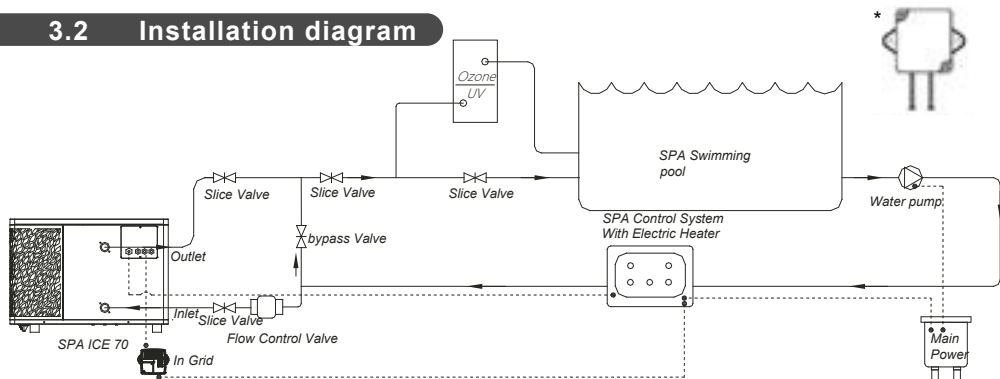 3.2 Installation diagram
*
Ozone
UV
SPA Swimming
pool
Slice Valve
Slice Valve
Slice Valve
Water pump
SPA Control System
With Electric Heater
bypass Valve
Outlet
Inlet
Slice Valve
Flow Control Valve
SPA ICE 70
In Grid
Main
Power